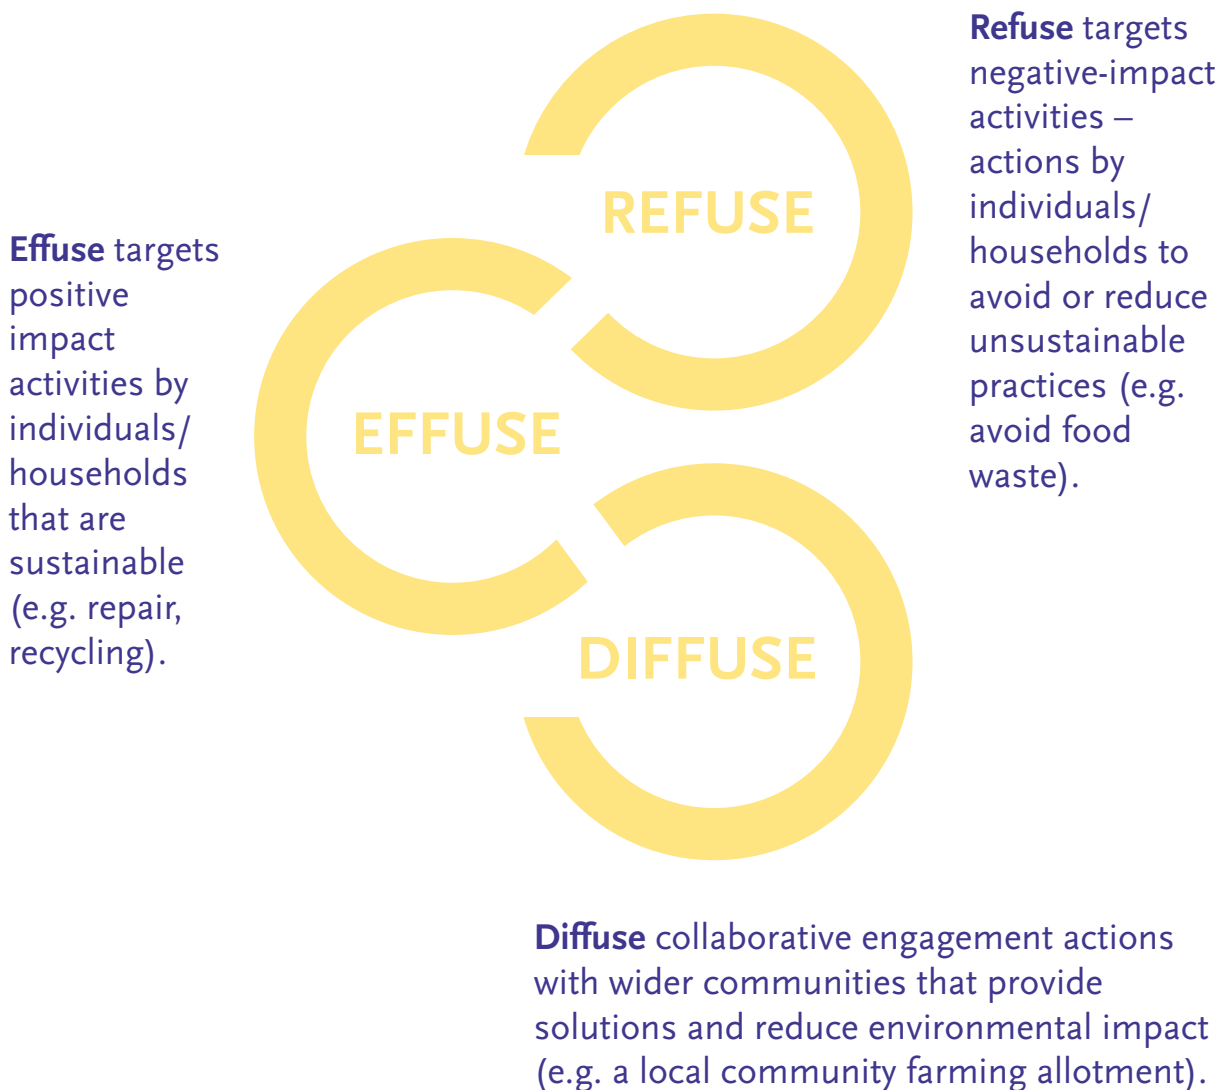 Refuse targets
negative-impact
activities –
actions by
individuals/
households to
avoid or reduce
unsustainable
practices (e.g.
avoid food
waste).
REFUSE
Effuse targets
positive
impact
activities by
individuals/
households
that are
sustainable
(e.g. repair,
recycling).
EFFUSE
DIFFUSE
Diffuse collaborative engagement actions
with wider communities that provide
solutions and reduce environmental impact
(e.g. a local community farming allotment).